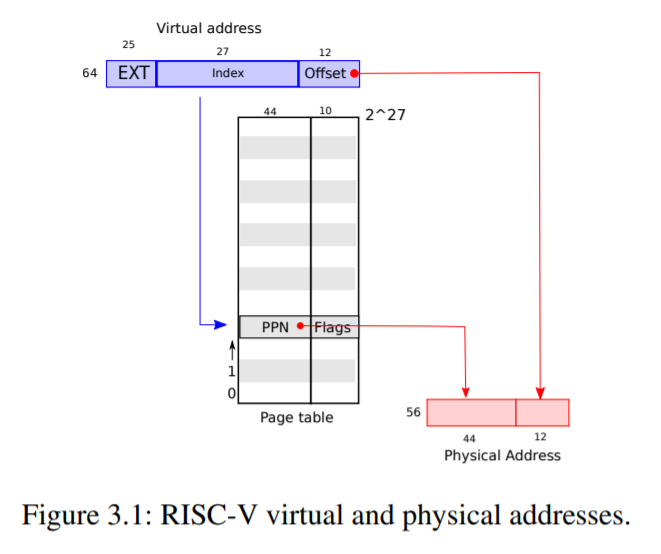 Virtual address
25 27 12
64 EXT Index Offset
44 10 2^27
PPN Flags
1
0
Page table
56
44 12
Physical Address
Figure 3.1: RISC-V virtual and physical addresses.